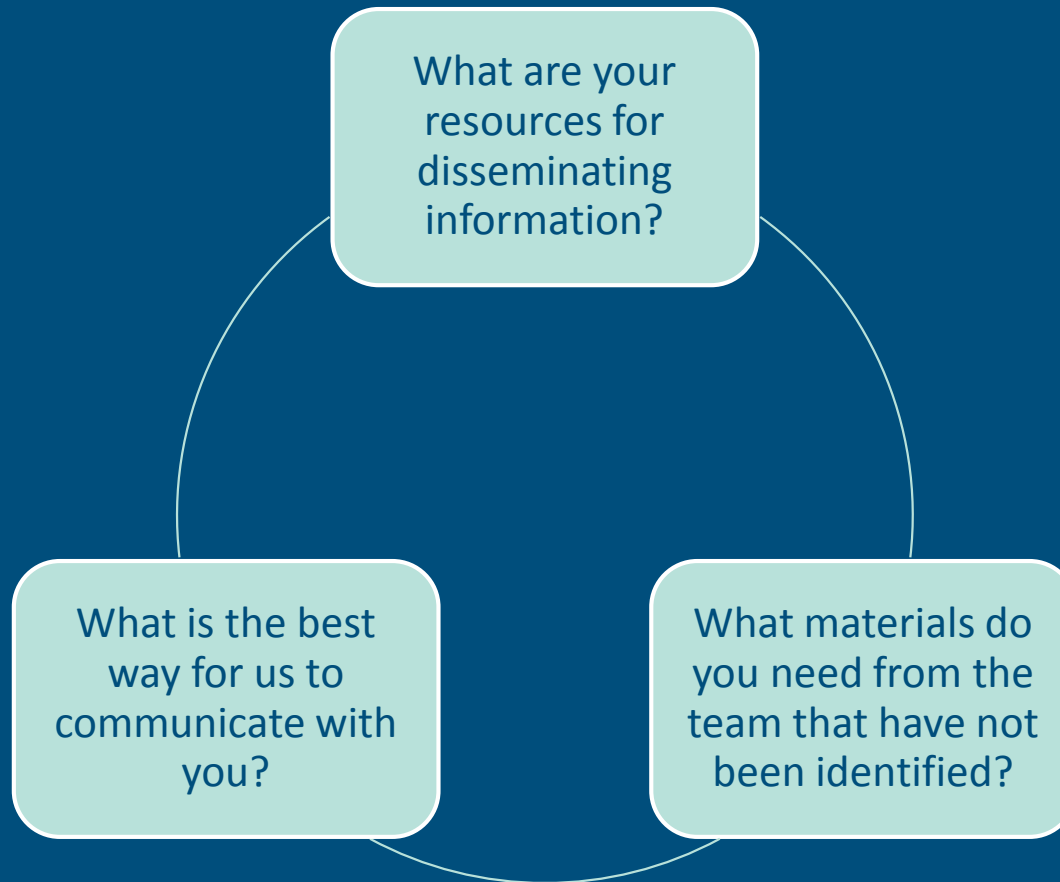 What are your
resources for
disseminating
information?
What materials do
you need from the
team that have not
been identified?
What is the best
way for us to
communicate with
you?